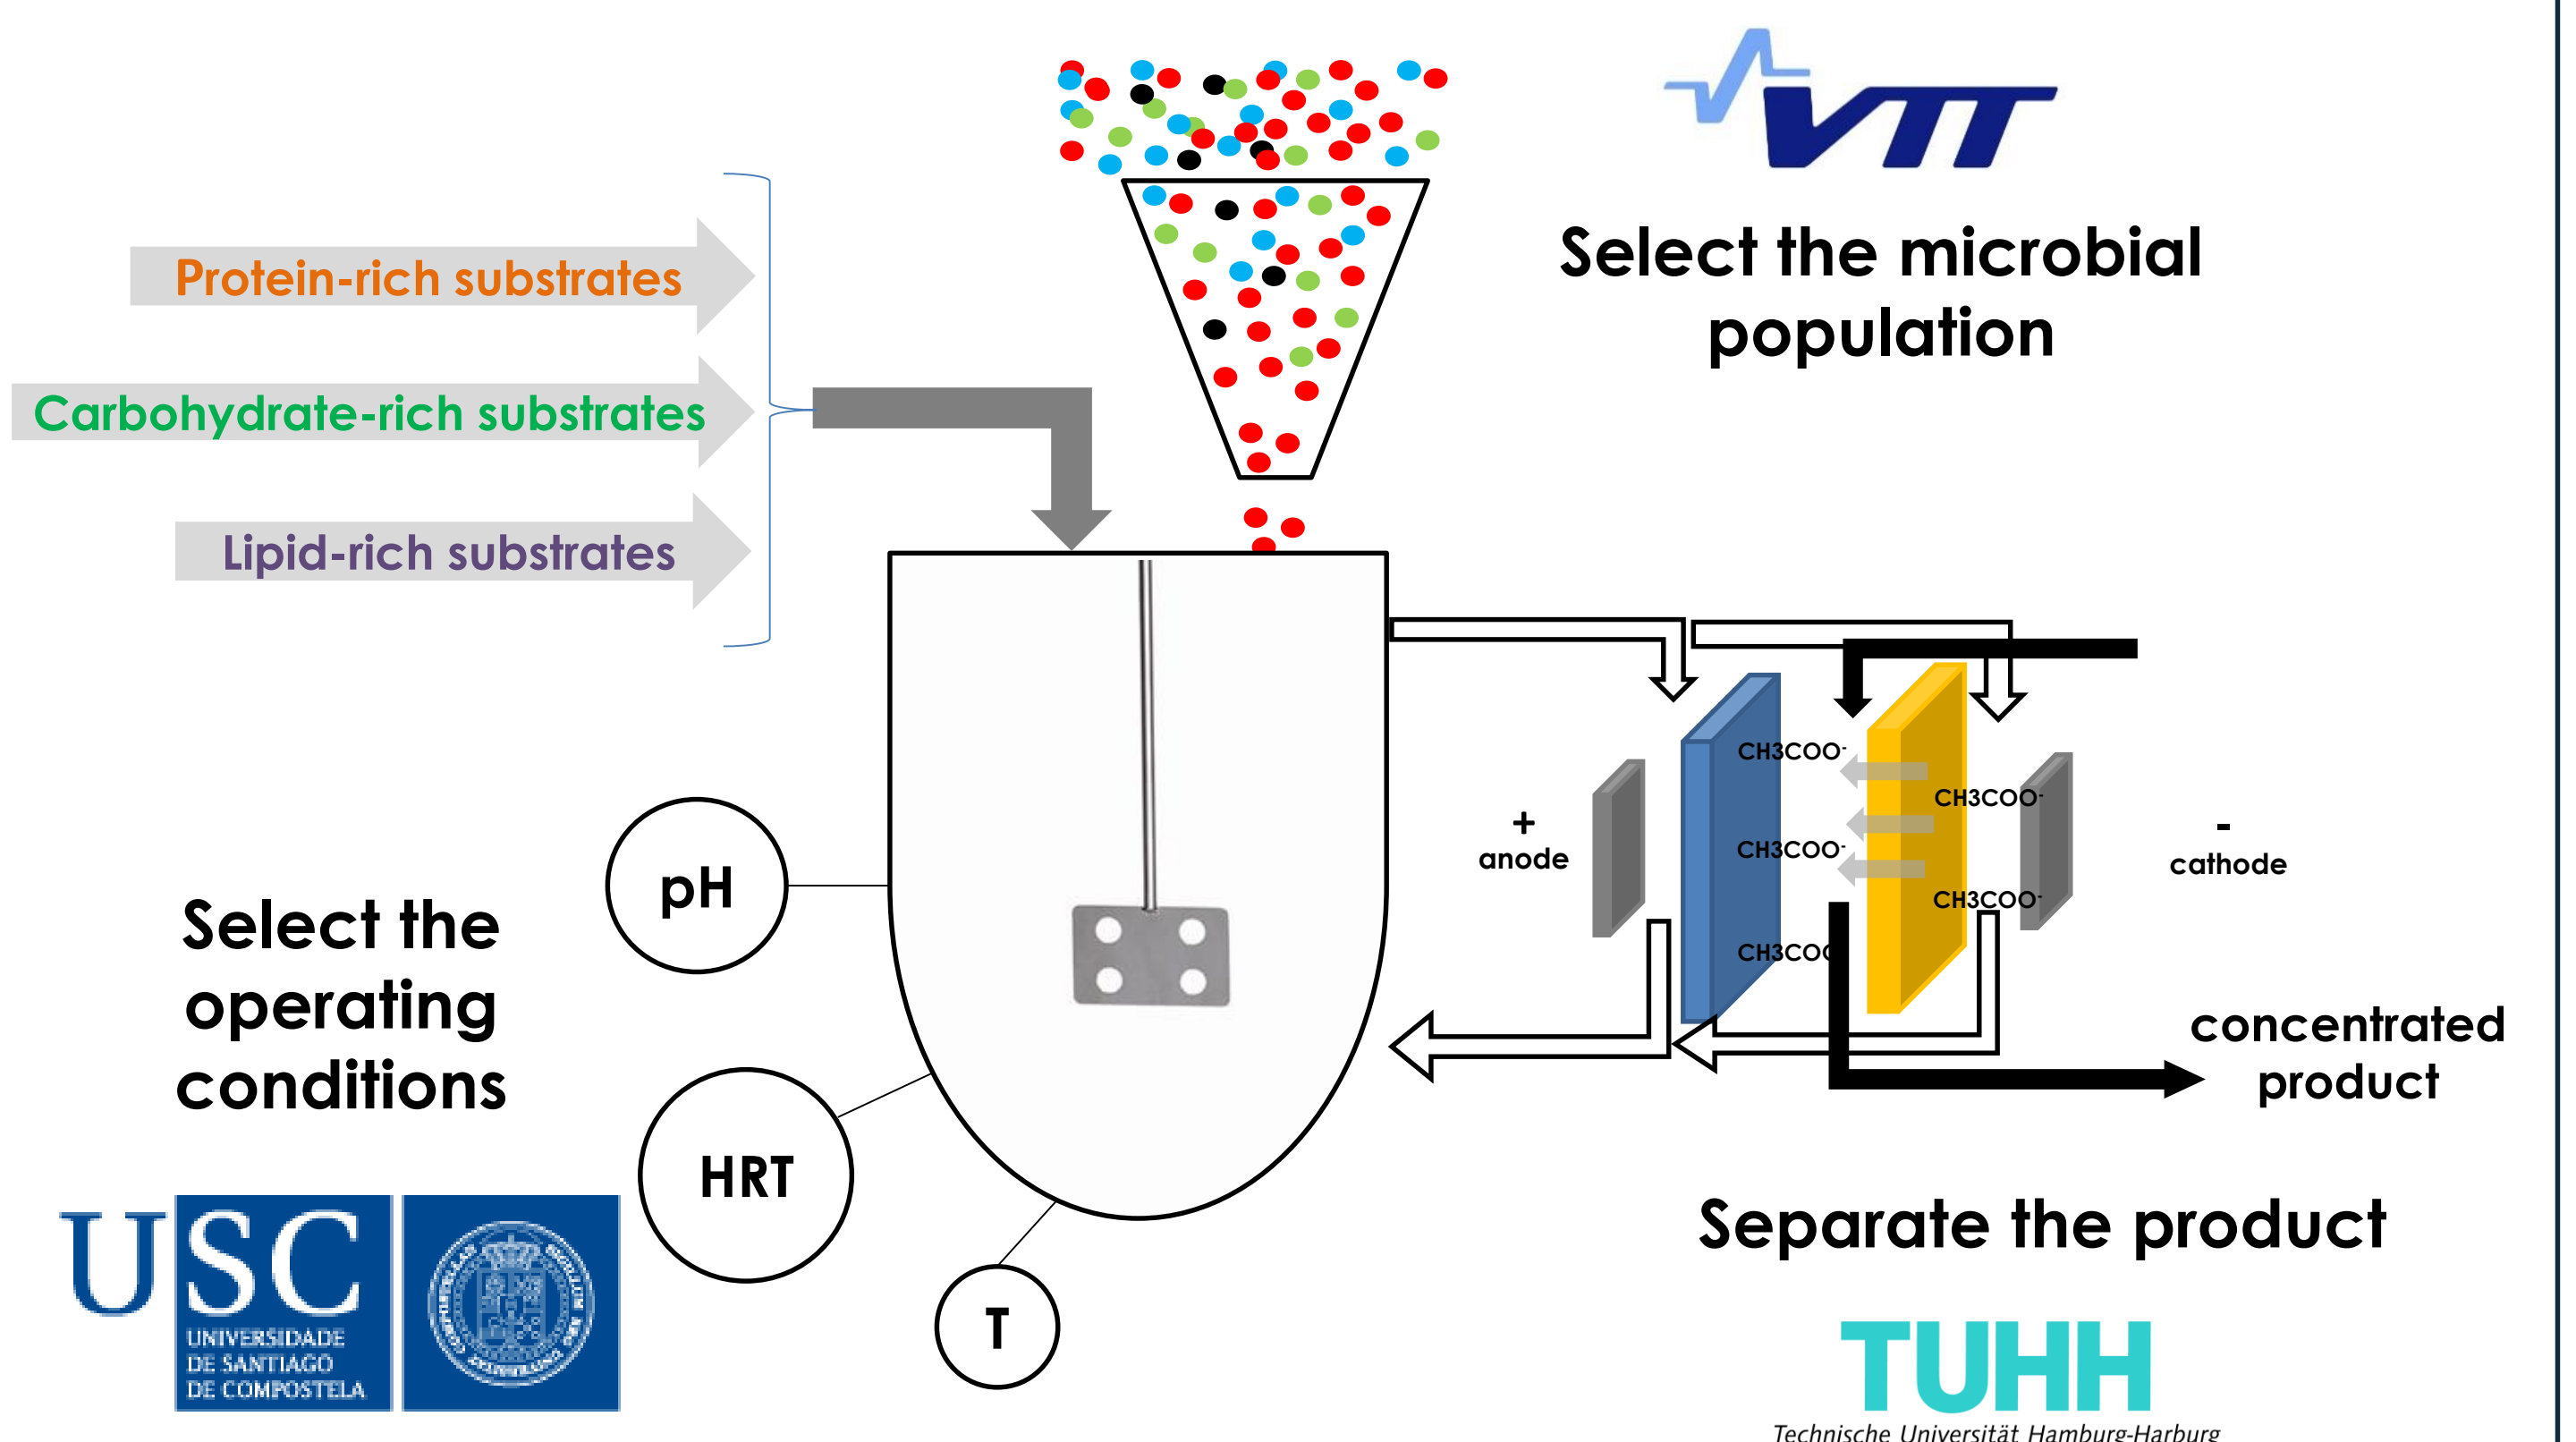 VTT
Select the microbial
population
Protein-rich substrates
Carbohydrate-rich substrates
Lipid-rich substrates
CH3COO-
CH3COO-
+
anode
CH3COO-
-
cathode
CH3COO-
CH3COO
pH
Select the
operating
conditions
HRT
T
concentrated
product
Separate the product
USC
UNIVERSIDADE
DE SANTIAGO
DE COMPOSTELA
TUHH
Technische Universität Hamburg-Harburg